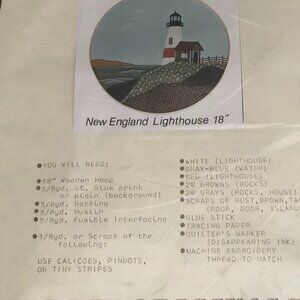 New England Lighthouse 18"
YOU WILL NEED:
18" Wooden Hoop
5/8yd. Lt. Blue print
or plain (background)
5/8yd. Batting
5/8yd. Muslin
5/8yd. Fusible Interfacing
1/8yd. or Scraps of the
following:
USE CALICOES, PINDOTS,
OR TINY STRIPES
WHITE (LIGHTHOUSE)
GRAY-BLUE (WATER)
RED (LIGHTHOUSE)
2@ BROWNS (ROCKS)
2@ GRAYS (ROCKS, HOUSE)
SCRAPS OF RUST, BROWN, TA
(ROOF, DOOR, ISLAND
GLUE STICK
TRACING PAPER
QUILTER'S MARKER
(DISAPPEARING INK)
MACHINE EMBROIDERY
THREAD TO MATCH